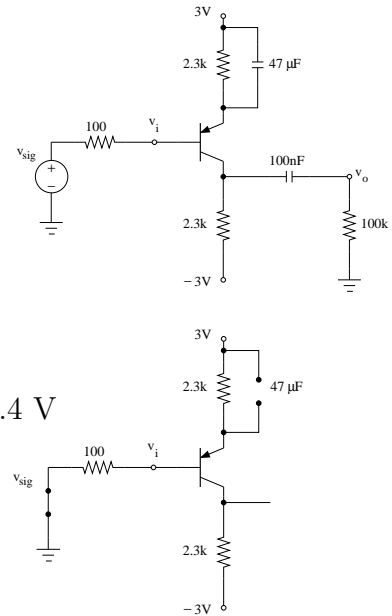 3V
2.3k
47 µF
100
v_i
v_sig
+
−
100nF
v_o
2.3k
100k
− 3V
3V
.4 V
2.3k
47 µF
100
v_i
v_sig
2.3k
− 3V